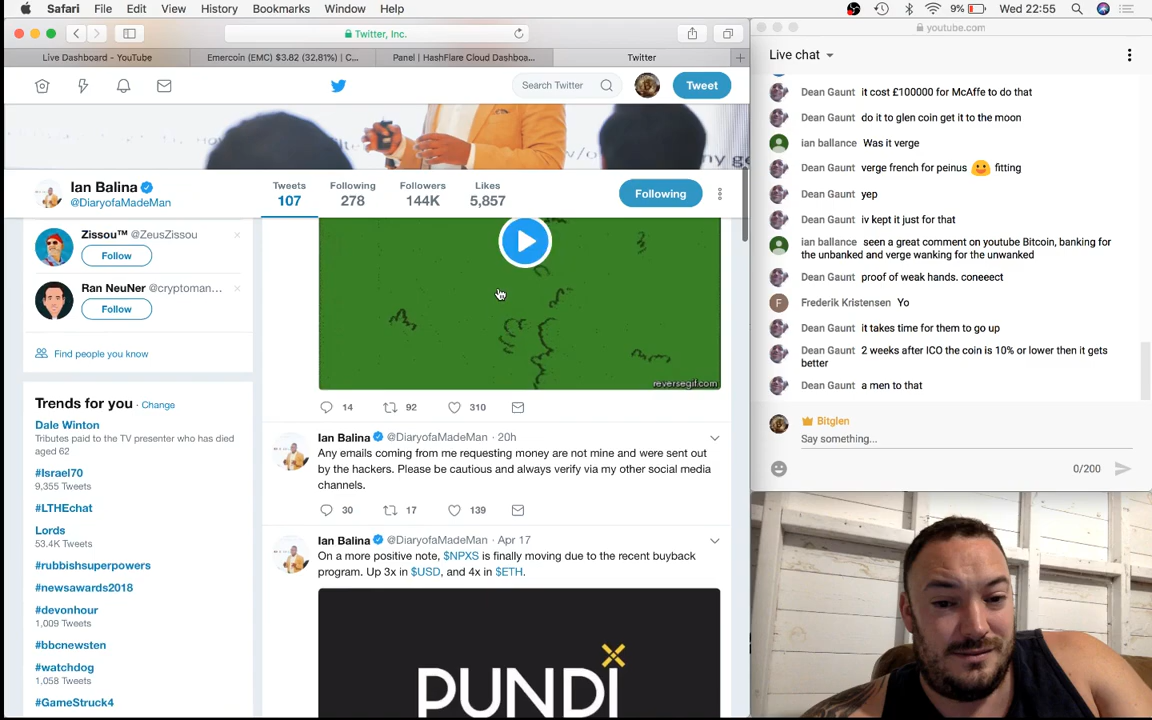 Safari File Edit View History Bookmarks Window Help 9% Wed 22:55
Twitter, Inc.
youtube.com
Live Dashboard - YouTube
Emercoin (EMC) $3.82 (32.81%) | C...
Panel | HashFlare Cloud Dashboa...
Twitter
Search Twitter
Tweet
w/o
ny ge
Ian Balina
@DiaryofaMadeMan
Tweets
107
Following
278
Followers
144K
Likes
5,857
Following
Zissou™ @ZeusZissou
Follow
Ran NeuNer @cryptoman...
Follow
Find people you know
Trends for you · Change
Dale Winton
Tributes paid to the TV presenter who has died
aged 62
#Israel70
9,355 Tweets
#LTHEchat
Lords
53.4K Tweets
#rubbishsuperpowers
#newsawards2018
#devonhour
1,009 Tweets
#bbcnewsten
#watchdog
1,058 Tweets
#GameStruck4
reversegif.com
14 92 310
Ian Balina @DiaryofaMadeMan · 20h
Any emails coming from me requesting money are not mine and were sent out
by the hackers. Please be cautious and always verify via my other social media
channels.
30 17 139
Ian Balina @DiaryofaMadeMan · Apr 17
On a more positive note, $NPXS is finally moving due to the recent buyback
program. Up 3x in $USD, and 4x in $ETH.
PUNDI
Live chat
Dean Gaunt it cost £100000 for McAffe to do that
Dean Gaunt do it to glen coin get it to the moon
ian ballance Was it verge
Dean Gaunt verge french for peinus fitting
Dean Gaunt yep
Dean Gaunt iv kept it just for that
ian ballance seen a great comment on youtube Bitcoin, banking for
the unbanked and verge wanking for the unwanked
Dean Gaunt proof of weak hands. coneeect
F Frederik Kristensen Yo
Dean Gaunt it takes time for them to go up
Dean Gaunt 2 weeks after ICO the coin is 10% or lower then it gets
better
Dean Gaunt a men to that
Bitglen
Say something...
0/200